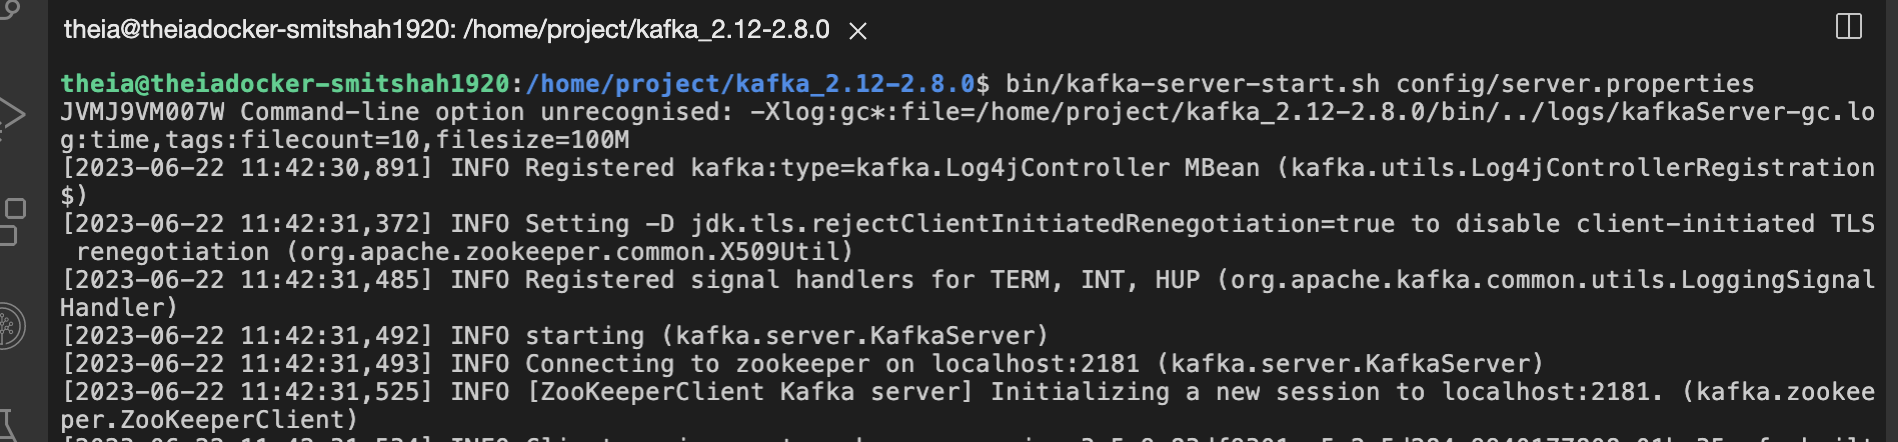 theia@theiadocker-smitshah1920: /home/project/kafka_2.12-2.8.0
theia@theiadocker-smitshah1920:/home/project/kafka_2.12-2.8.0$ bin/kafka-server-start.sh config/server.properties
JVMJ9VM007W Command-line option unrecognised: -Xlog:gc*:file=/home/project/kafka_2.12-2.8.0/bin/../logs/kafkaServer-gc.lo
g:time,tags:filecount=10,filesize=100M
[2023-06-22 11:42:30,891] INFO Registered kafka:type=kafka.Log4jController MBean (kafka.utils.Log4jControllerRegistration
$)
[2023-06-22 11:42:31,372] INFO Setting -D jdk.tls.rejectClientInitiatedRenegotiation=true to disable client-initiated TLS
renegotiation (org.apache.zookeeper.common.X509Util)
[2023-06-22 11:42:31,485] INFO Registered signal handlers for TERM, INT, HUP (org.apache.kafka.common.utils.LoggingSignal
Handler)
[2023-06-22 11:42:31,492] INFO starting (kafka.server.KafkaServer)
[2023-06-22 11:42:31,493] INFO Connecting to zookeeper on localhost:2181 (kafka.server.KafkaServer)
[2023-06-22 11:42:31,525] INFO [ZooKeeperClient Kafka server] Initializing a new session to localhost:2181. (kafka.zookee
per.ZooKeeperClient)